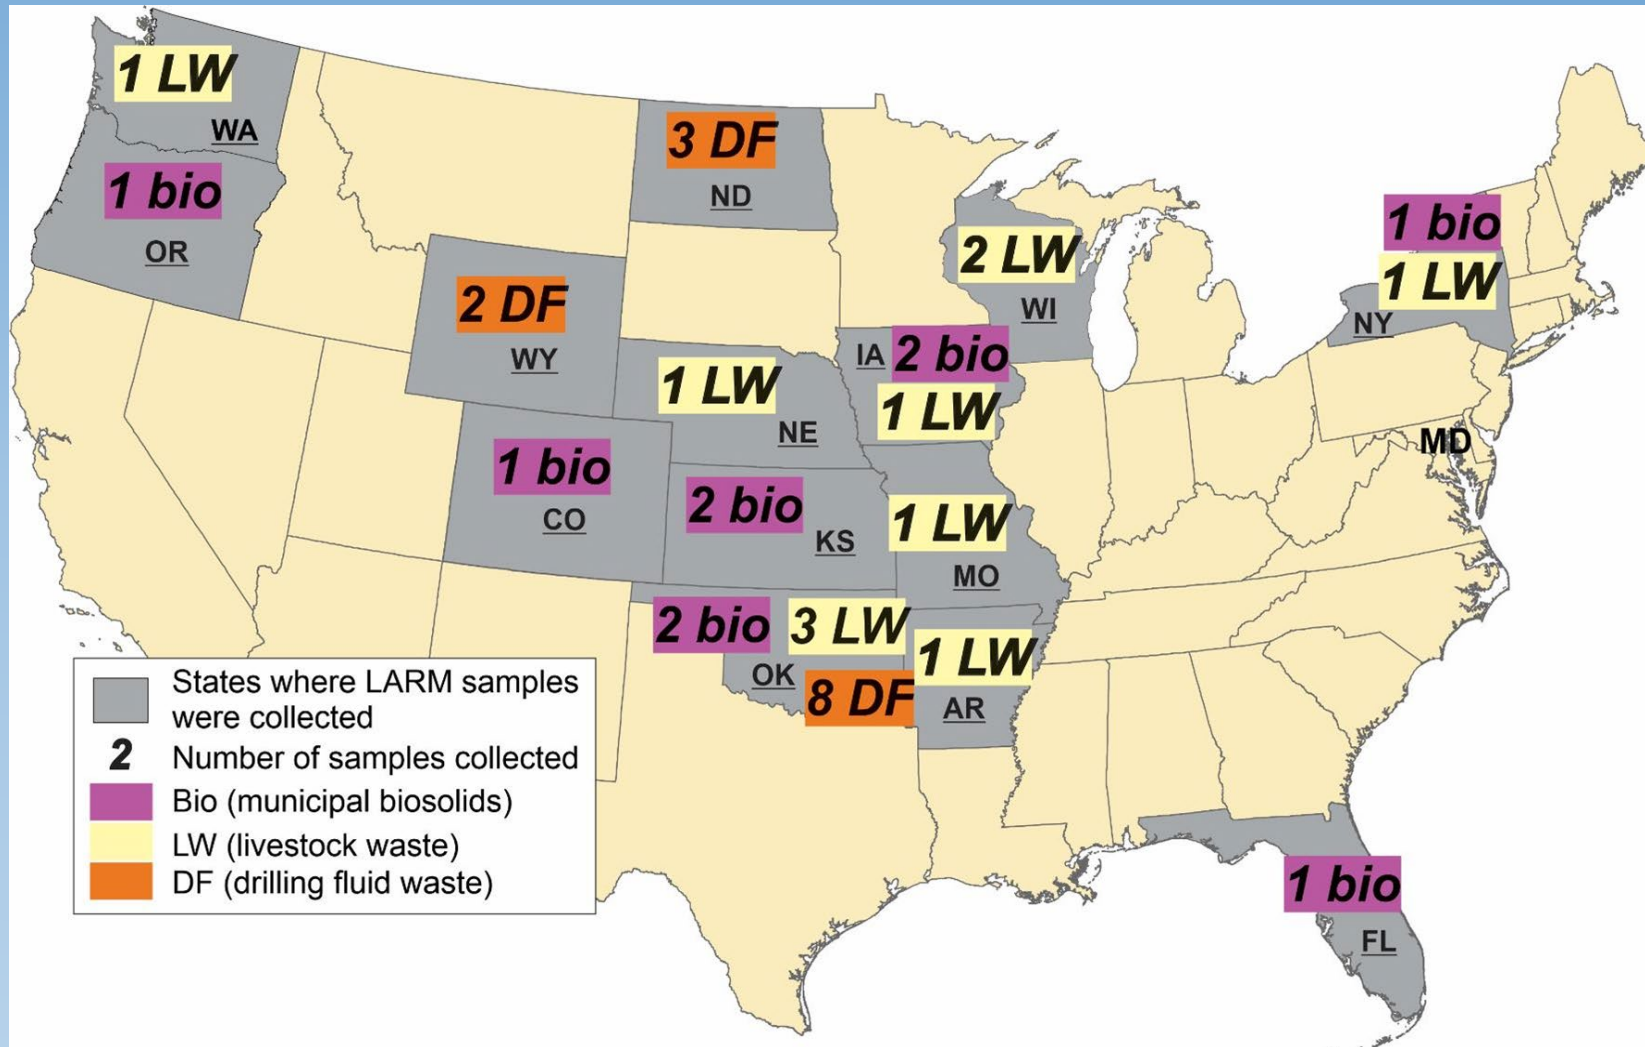 1 LW
WA
1 bio
OR
3 DF
ND
2 DF
WY
2 LW
WI
1 bio
1 LW
NY
IA 2 bio
1 LW
1 LW
NE
MD
1 bio
CO
2 bio
KS
1 LW
MO
2 bio 3 LW
OK 8 DF
1 LW
AR
1 bio
FL
States where LARM samples
were collected
2 Number of samples collected
Bio (municipal biosolids)
LW (livestock waste)
DF (drilling fluid waste)